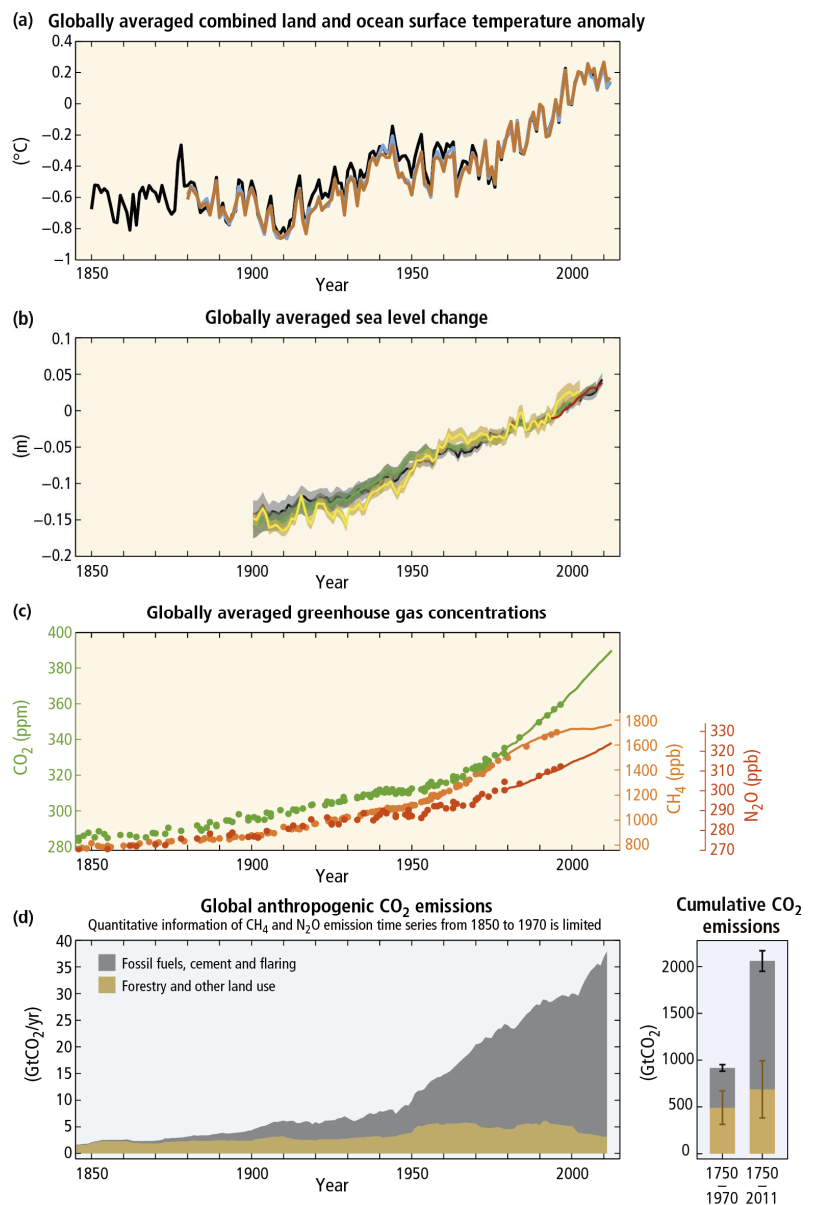 (a) Globally averaged combined land and ocean surface temperature anomaly
0.4
0.2
0
−0.2
−0.4
−0.6
−0.8
−1
(°C)
1850 1900 1950 2000
Year
(b) Globally averaged sea level change
0.1
0.05
0
−0.05
−0.1
−0.15
−0.2
(m)
1850 1900 1950 2000
Year
(c) Globally averaged greenhouse gas concentrations
400
380
360
340
320
300
280
CO2 (ppm)
1800
1600
1400
1200
1000
800
CH4 (ppb)
330
320
310
300
290
280
270
N2O (ppb)
1850 1900 1950 2000
Year
(d) Global anthropogenic CO2 emissions
Quantitative information of CH4 and N2O emission time series from 1850 to 1970 is limited
40
35
30
25
20
15
10
5
0
(GtCO2/yr)
Fossil fuels, cement and flaring
Forestry and other land use
1850 1900 1950 2000
Year
Cumulative CO2
emissions
2000
1500
1000
500
0
(GtCO2)
1750 1750
– –
1970 2011